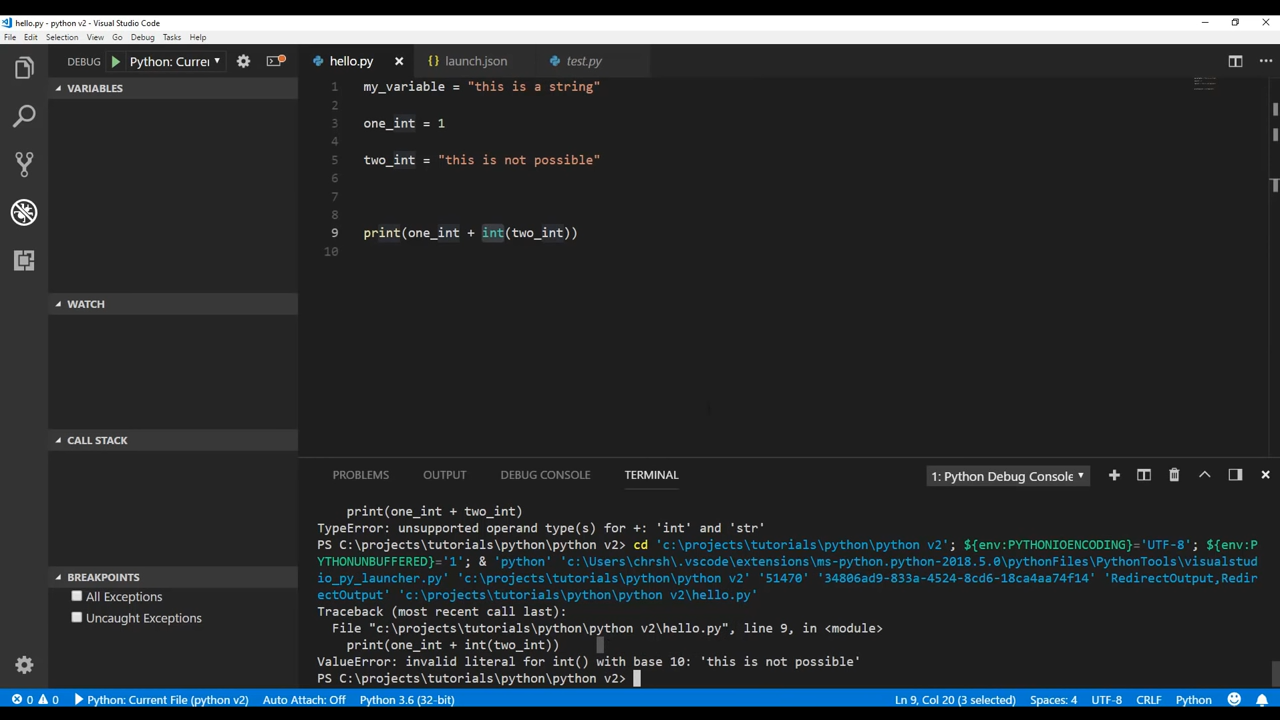 hello.py - python v2 - Visual Studio Code
File Edit Selection View Go Debug Tasks Help
DEBUG Python: Curre
hello.py launch.json test.py
VARIABLES
WATCH
CALL STACK
BREAKPOINTS
All Exceptions
Uncaught Exceptions
1 my_variable = "this is a string"
2
3 one_int = 1
4
5 two_int = "this is not possible"
6
7
8
9 print(one_int + int(two_int))
10
PROBLEMS OUTPUT DEBUG CONSOLE TERMINAL 1: Python Debug Console
print(one_int + two_int)
TypeError: unsupported operand type(s) for +: 'int' and 'str'
PS C:\projects\tutorials\python\python v2> cd 'c:\projects\tutorials\python\python v2'; ${env:PYTHONIOENCODING}='UTF-8'; ${env:P
YTHONUNBUFFERED}='1'; & 'python' 'c:\Users\chrsh\.vscode\extensions\ms-python.python-2018.5.0\pythonFiles\PythonTools\visualstud
io_py_launcher.py' 'c:\projects\tutorials\python\python v2' '51470' '34806ad9-833a-4524-8cd6-18ca4aa74f14' 'RedirectOutput,Redir
ectOutput' 'c:\projects\tutorials\python\python v2\hello.py'
Traceback (most recent call last):
File "c:\projects\tutorials\python\python v2\hello.py", line 9, in <module>
print(one_int + int(two_int))
ValueError: invalid literal for int() with base 10: 'this is not possible'
PS C:\projects\tutorials\python\python v2>
0 0 Python: Current File (python v2) Auto Attach: Off Python 3.6 (32-bit) Ln 9, Col 20 (3 selected) Spaces: 4 UTF-8 CRLF Python